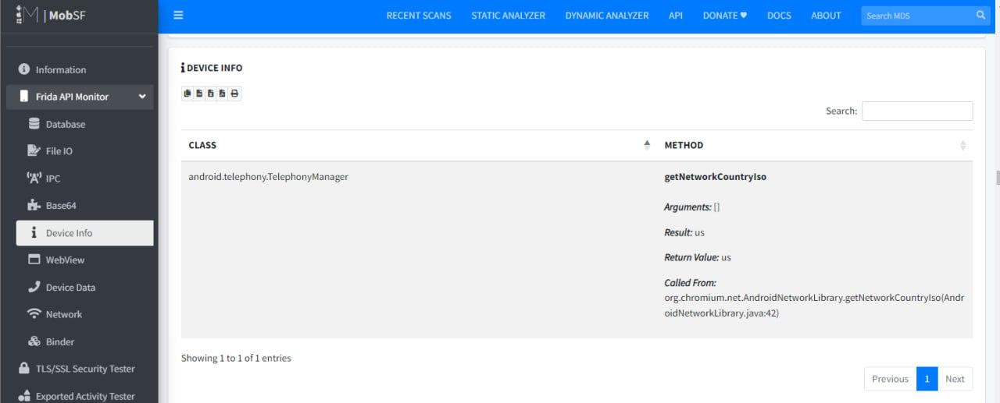 M | MobSF
RECENT SCANS
STATIC ANALYZER
DYNAMIC ANALYZER
API
DONATE
DOCS
ABOUT
Search MDS
Information
Frida API Monitor
Database
File IO
IPC
Base64
Device Info
WebView
Device Data
Network
Binder
TLS/SSL Security Tester
Exported Activity Tester
DEVICE INFO
Search:
CLASS
METHOD
android.telephony.TelephonyManager
getNetworkCountryIso
Arguments: []
Result: us
Return Value: us
Called From:
org.chromium.net.AndroidNetworkLibrary.getNetworkCountryIso(Andr
oidNetworkLibrary.java:42)
Showing 1 to 1 of 1 entries
Previous
1
Next